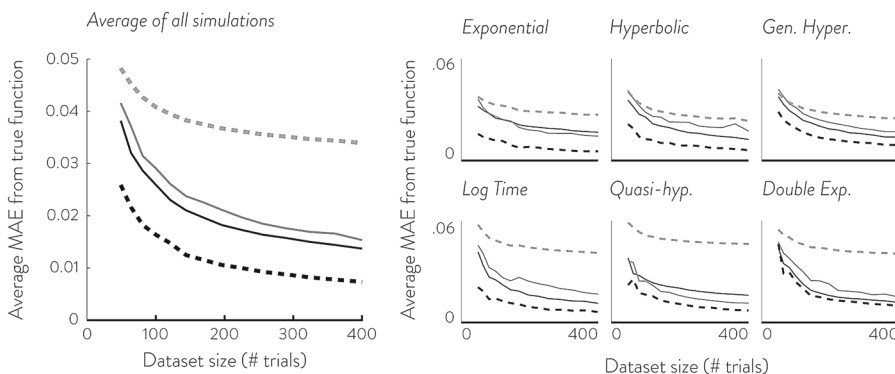 Average of all simulations
Average MAE from true function
0.05
0.04
0.03
0.02
0.01
0
0
100
200
300
400
Dataset size (# trials)
Exponential
Hyperbolic
Gen. Hyper.
Average MAE from true function
.06
0
Log Time
Quasi-hyp.
Double Exp.
.06
0
0
400
0
400
0
400
Dataset size (# trials)